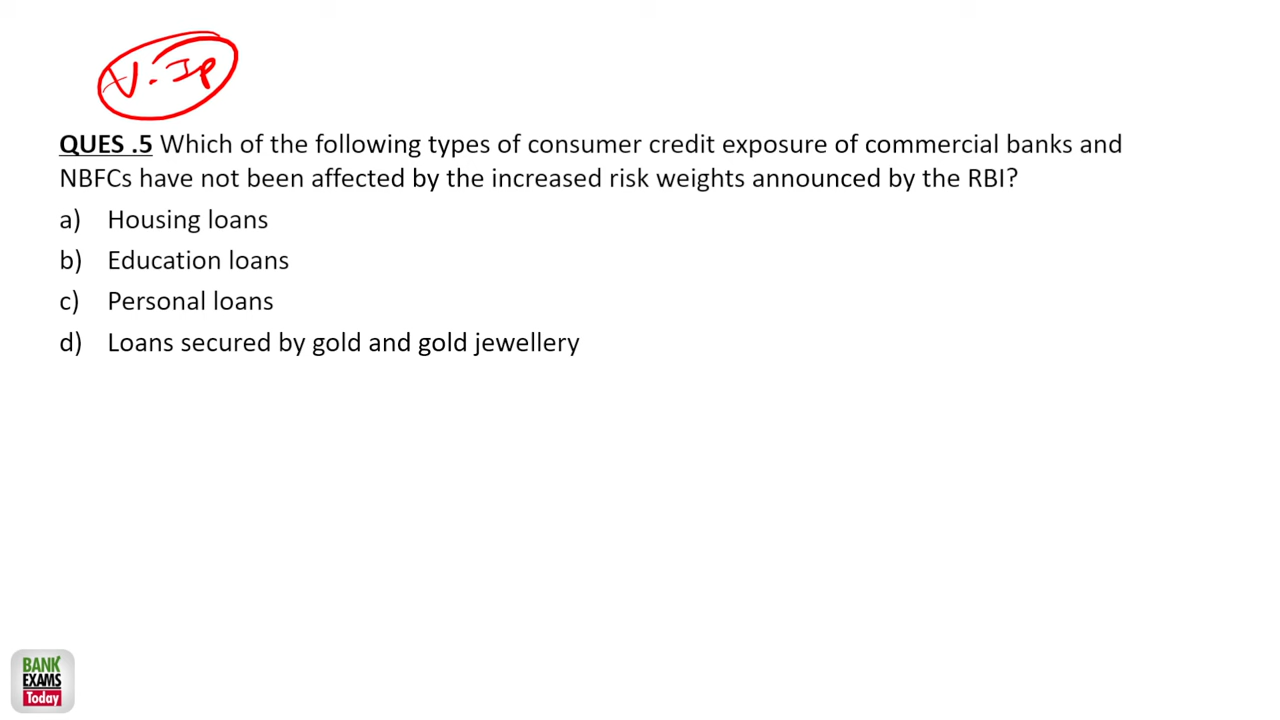 V. Ip
QUES .5 Which of the following types of consumer credit exposure of commercial banks and
NBFCs have not been affected by the increased risk weights announced by the RBI?
a) Housing loans
b) Education loans
c) Personal loans
d) Loans secured by gold and gold jewellery
BANK
EXAMS
Today